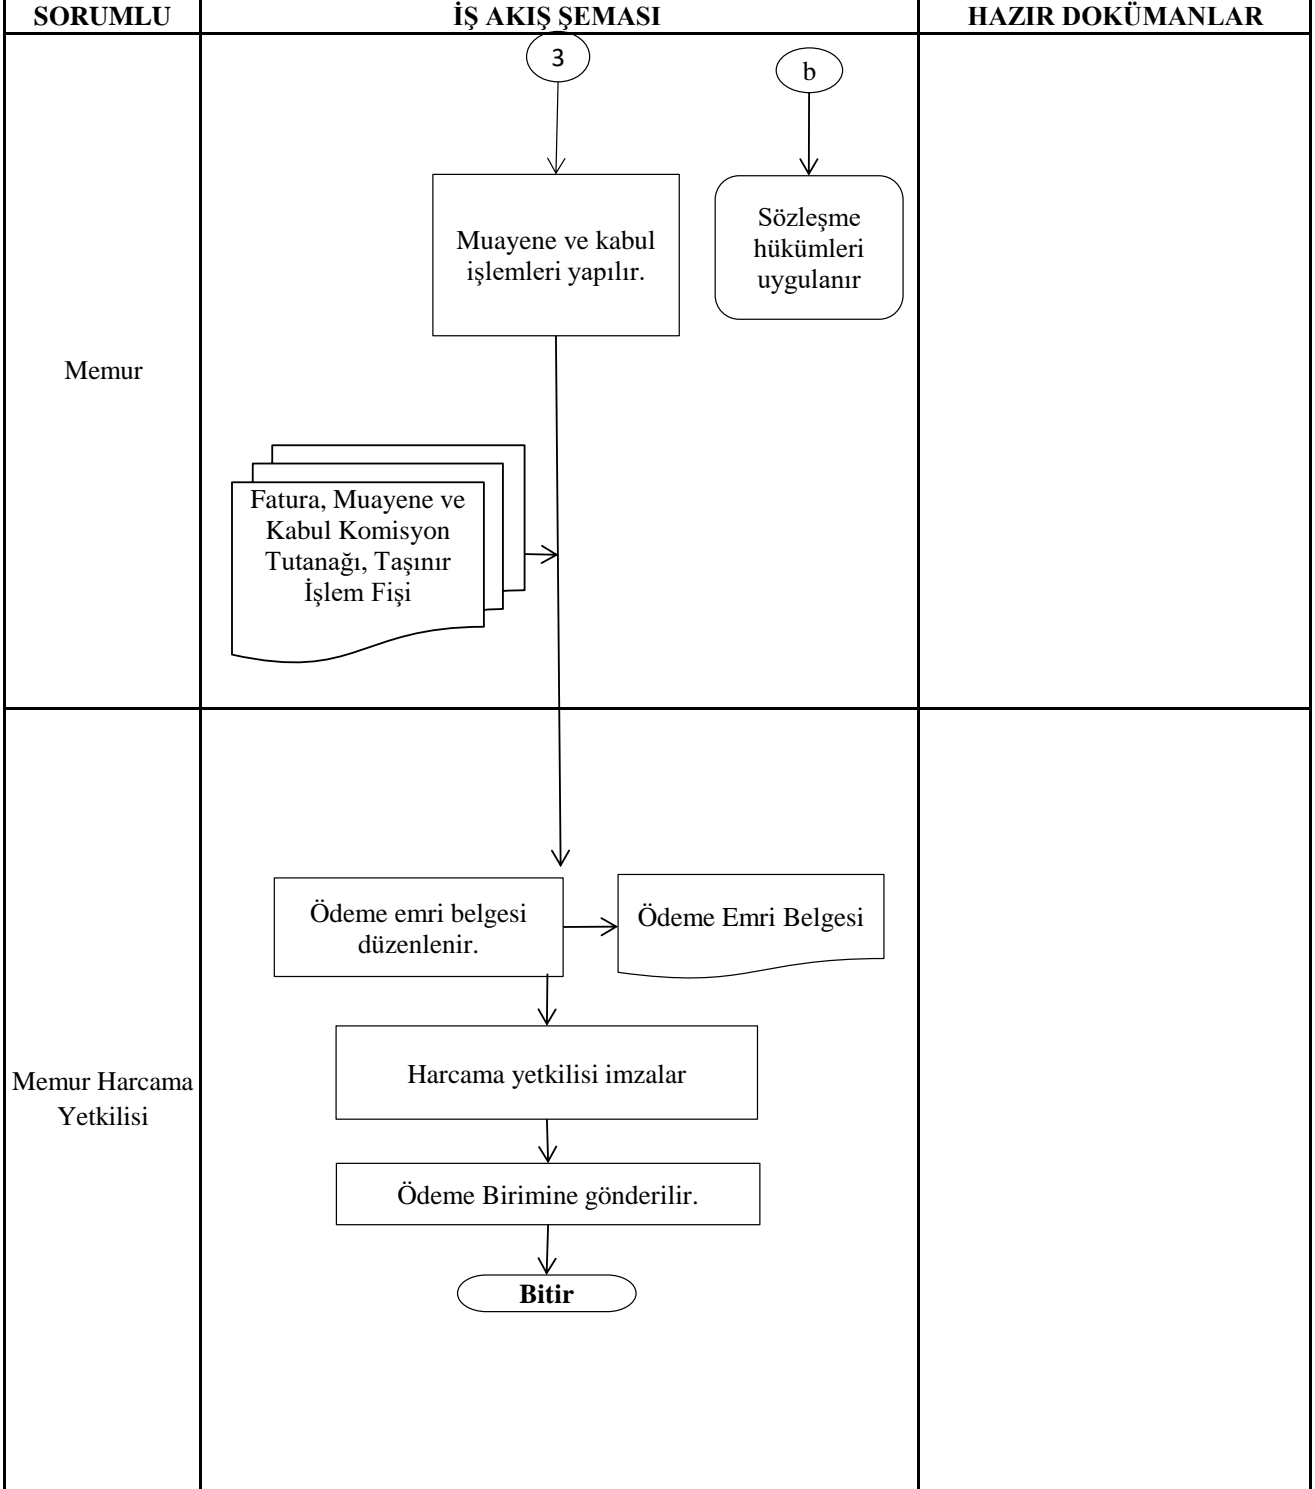 SORUMLU
İŞ AKIŞ ŞEMASI
HAZIR DOKÜMANLAR
3
b
Muayene ve kabul
işlemleri yapılır.
Sözleşme
hükümleri
uygulanır
Memur
Fatura, Muayene ve
Kabul Komisyon
Tutanağı, Taşınır
İşlem Fişi
Ödeme emri belgesi
düzenlenir.
Ödeme Emri Belgesi
Memur Harcama
Yetkilisi
Harcama yetkilisi imzalar
Ödeme Birimine gönderilir.
Bitir